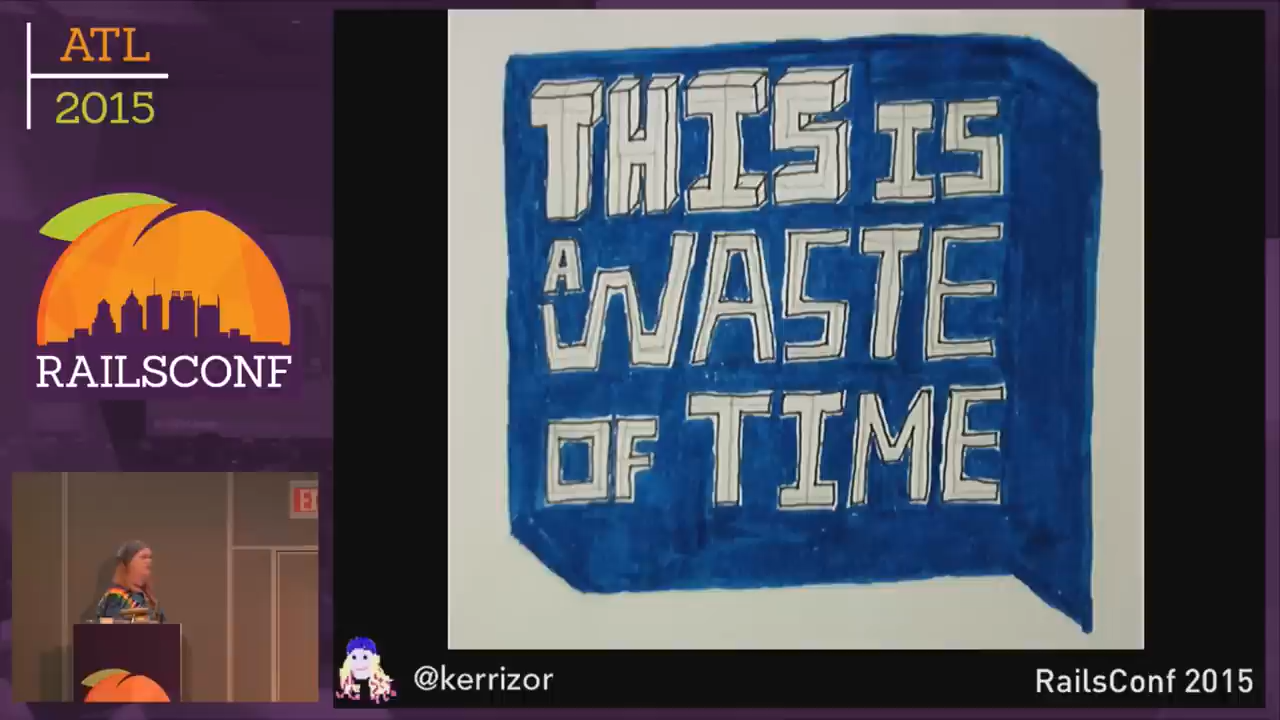 ATL
2015
RAILSCONF
THIS IS
A WASTE
OF TIME
@kerrizor
RailsConf 2015